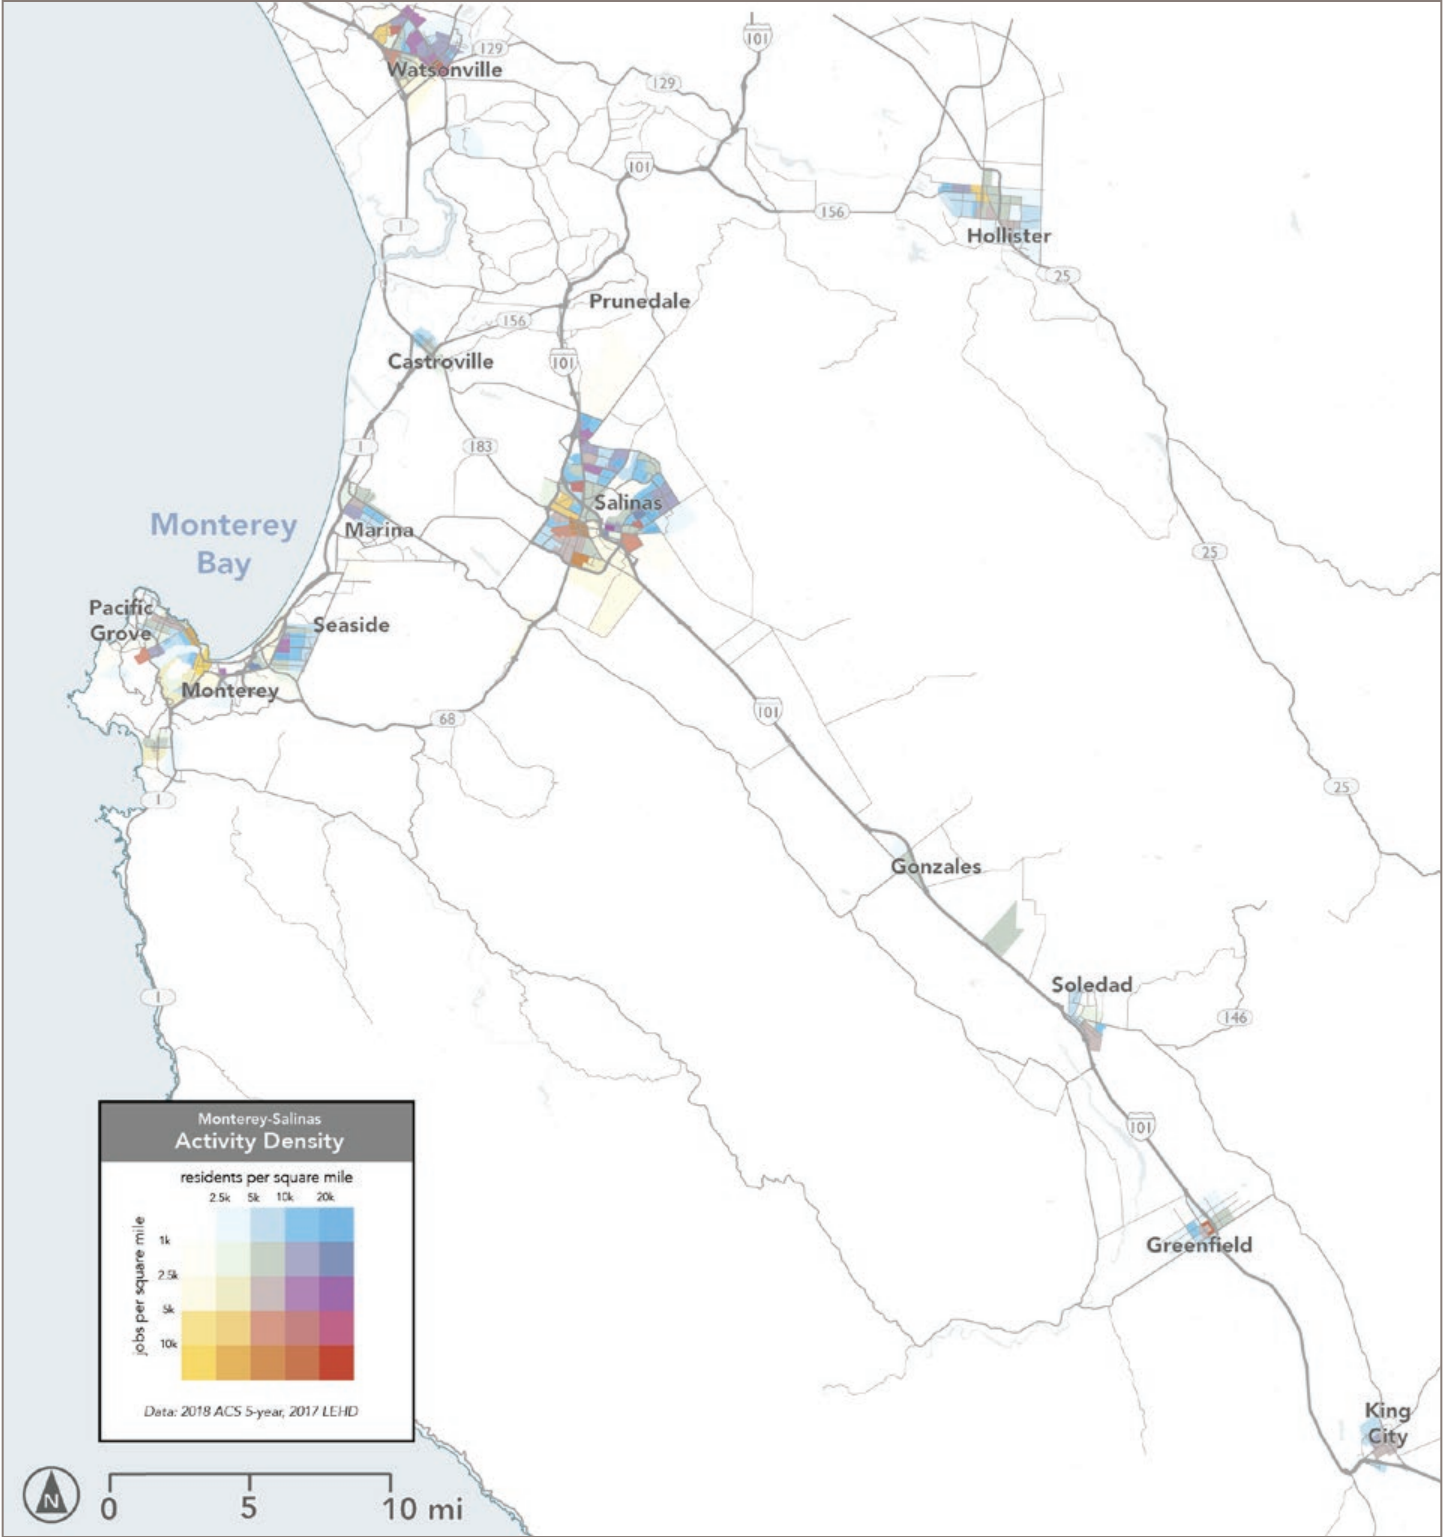 101
129
Watsonville
129
101
156
Hollister
1
25
Prunedale
156
Castroville
101
1
183
Salinas
Monterey
Bay
Marina
25
Pacific
Grove
Seaside
Monterey
68
101
1
25
Gonzales
Soledad
1
146
Monterey-Salinas
Activity Density
101
residents per square mile
2.5k 5k 10k 20k
jobs per square mile
1k
2.5k
5k
10k
Greenfield
Data: 2018 ACS 5-year, 2017 LEHD
King
City
N
0 5 10 mi